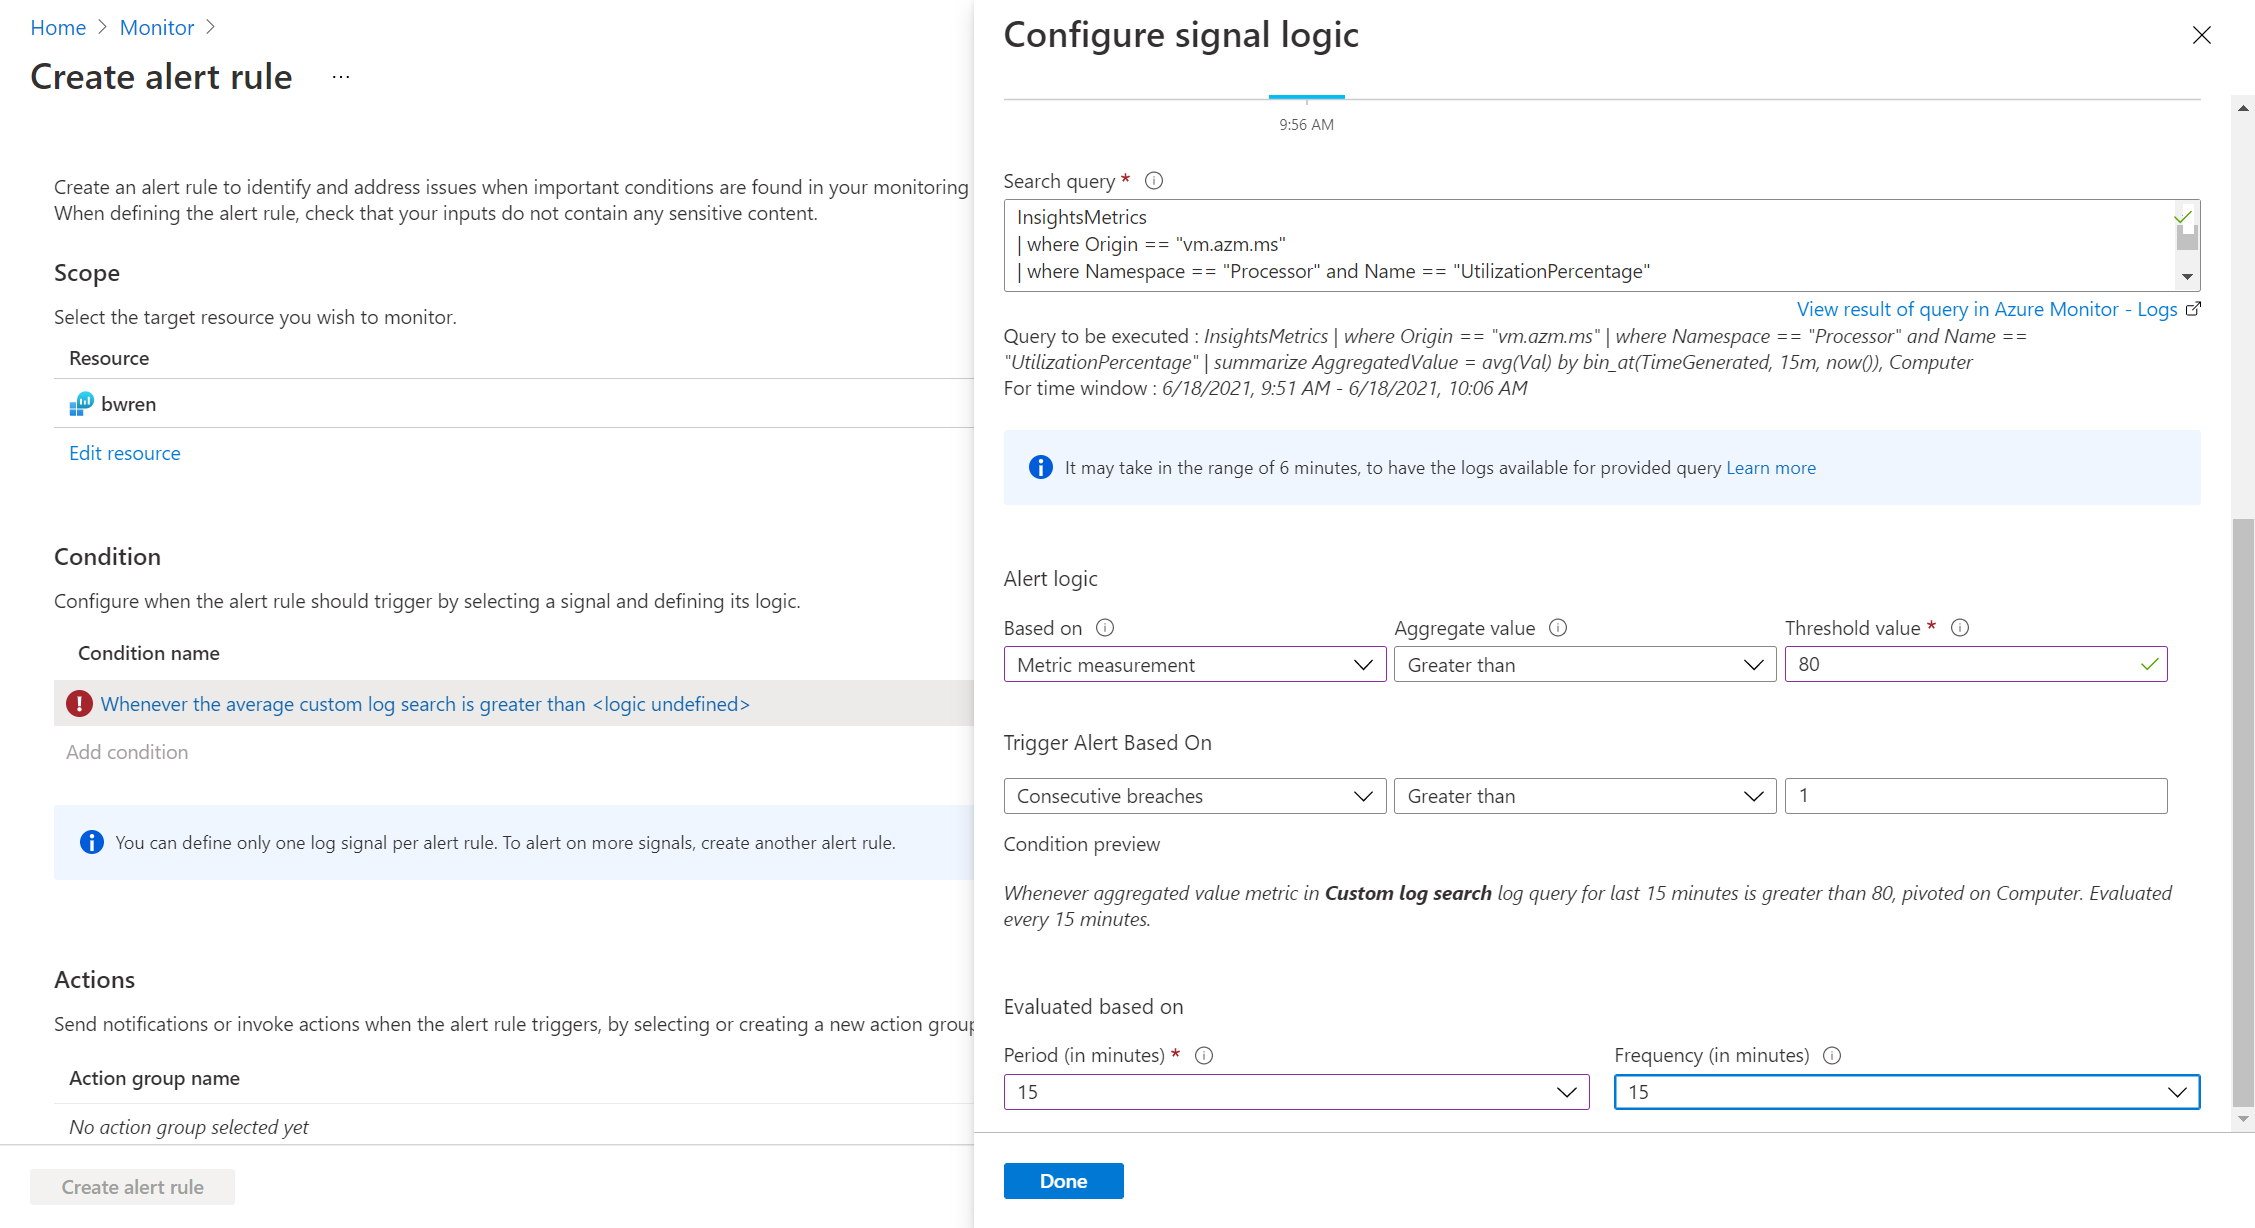 Home > Monitor >
Create alert rule ...
Create an alert rule to identify and address issues when important conditions are found in your monitoring
When defining the alert rule, check that your inputs do not contain any sensitive content.
Scope
Select the target resource you wish to monitor.
Resource
bwren
Edit resource
Condition
Configure when the alert rule should trigger by selecting a signal and defining its logic.
Condition name
Whenever the average custom log search is greater than <logic undefined>
Add condition
You can define only one log signal per alert rule. To alert on more signals, create another alert rule.
Actions
Send notifications or invoke actions when the alert rule triggers, by selecting or creating a new action group
Action group name
No action group selected yet
Create alert rule
Configure signal logic
9:56 AM
Search query *
InsightsMetrics
| where Origin == "vm.azm.ms"
| where Namespace == "Processor" and Name == "UtilizationPercentage"
View result of query in Azure Monitor - Logs
Query to be executed : InsightsMetrics | where Origin == "vm.azm.ms" | where Namespace == "Processor" and Name ==
"UtilizationPercentage" | summarize AggregatedValue = avg(Val) by bin_at(TimeGenerated, 15m, now()), Computer
For time window : 6/18/2021, 9:51 AM - 6/18/2021, 10:06 AM
It may take in the range of 6 minutes, to have the logs available for provided query Learn more
Alert logic
Based on Aggregate value Threshold value *
Metric measurement Greater than 80
Trigger Alert Based On
Consecutive breaches Greater than 1
Condition preview
Whenever aggregated value metric in Custom log search log query for last 15 minutes is greater than 80, pivoted on Computer. Evaluated
every 15 minutes.
Evaluated based on
Period (in minutes) * Frequency (in minutes)
15 15
Done